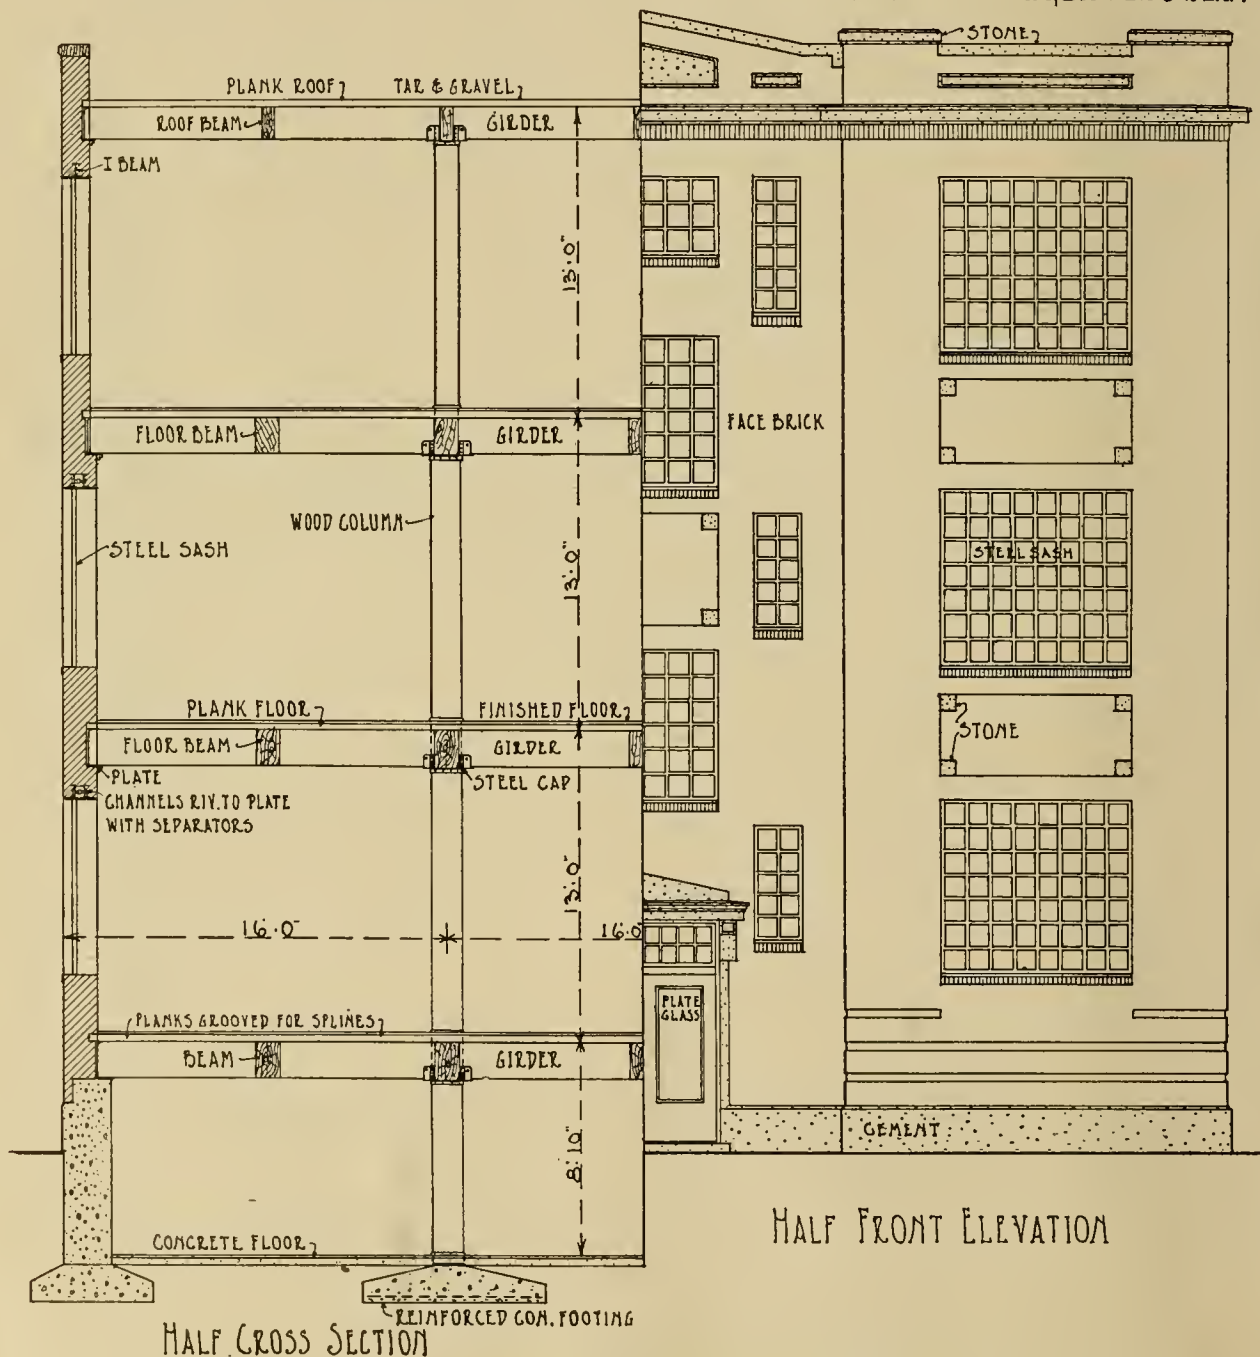 STONE
PLANK ROOF
TAR & GRAVEL
ROOF BEAM
GIRDER
I BEAM
13'.0"
FACE BRICK
FLOOR BEAM
GIRDER
WOOD COLUMN
STEEL SASH
13'.0"
STEEL SASH
PLANK FLOOR
FINISHED FLOOR
FLOOR BEAM
GIRDER
STONE
PLATE
STEEL CAP
CHANNELS RIV. TO PLATE
WITH SEPARATORS
13'.0"
16'.0"
16'.0"
PLATE
GLASS
PLANKS GROOVED FOR SPLINES
BEAM
GIRDER
CEMENT
8'.10"
HALF FRONT ELEVATION
CONCRETE FLOOR
REINFORCED CON. FOOTING
HALF CROSS SECTION